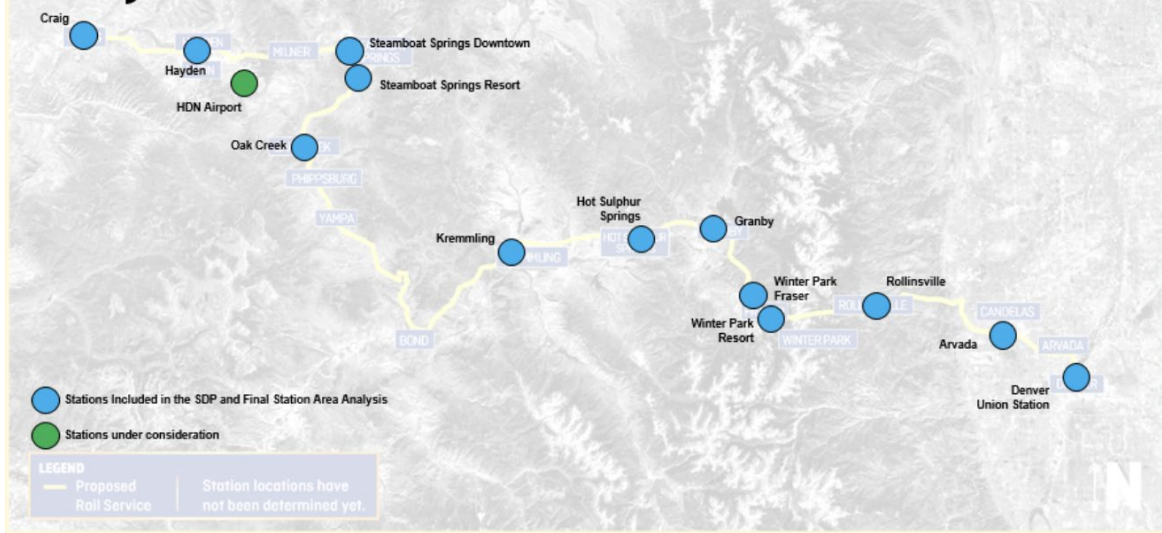 Craig
Hayden
HDN Airport
MILNER
Steamboat Springs Downtown
Steamboat Springs Resort
Oak Creek
PHIPPSBURG
YAMPA
BOND
Kremmling
Hot Sulphur
Springs
Granby
Winter Park
Fraser
Winter Park
Resort
WINTER PARK
Rollinsville
CANDELAS
Arvada
ARVADA
Denver
Union Station
Stations Included in the SDP and Final Station Area Analysis
Stations under consideration
LEGEND
Proposed
Rail Service
Station locations have
not been determined yet.
N